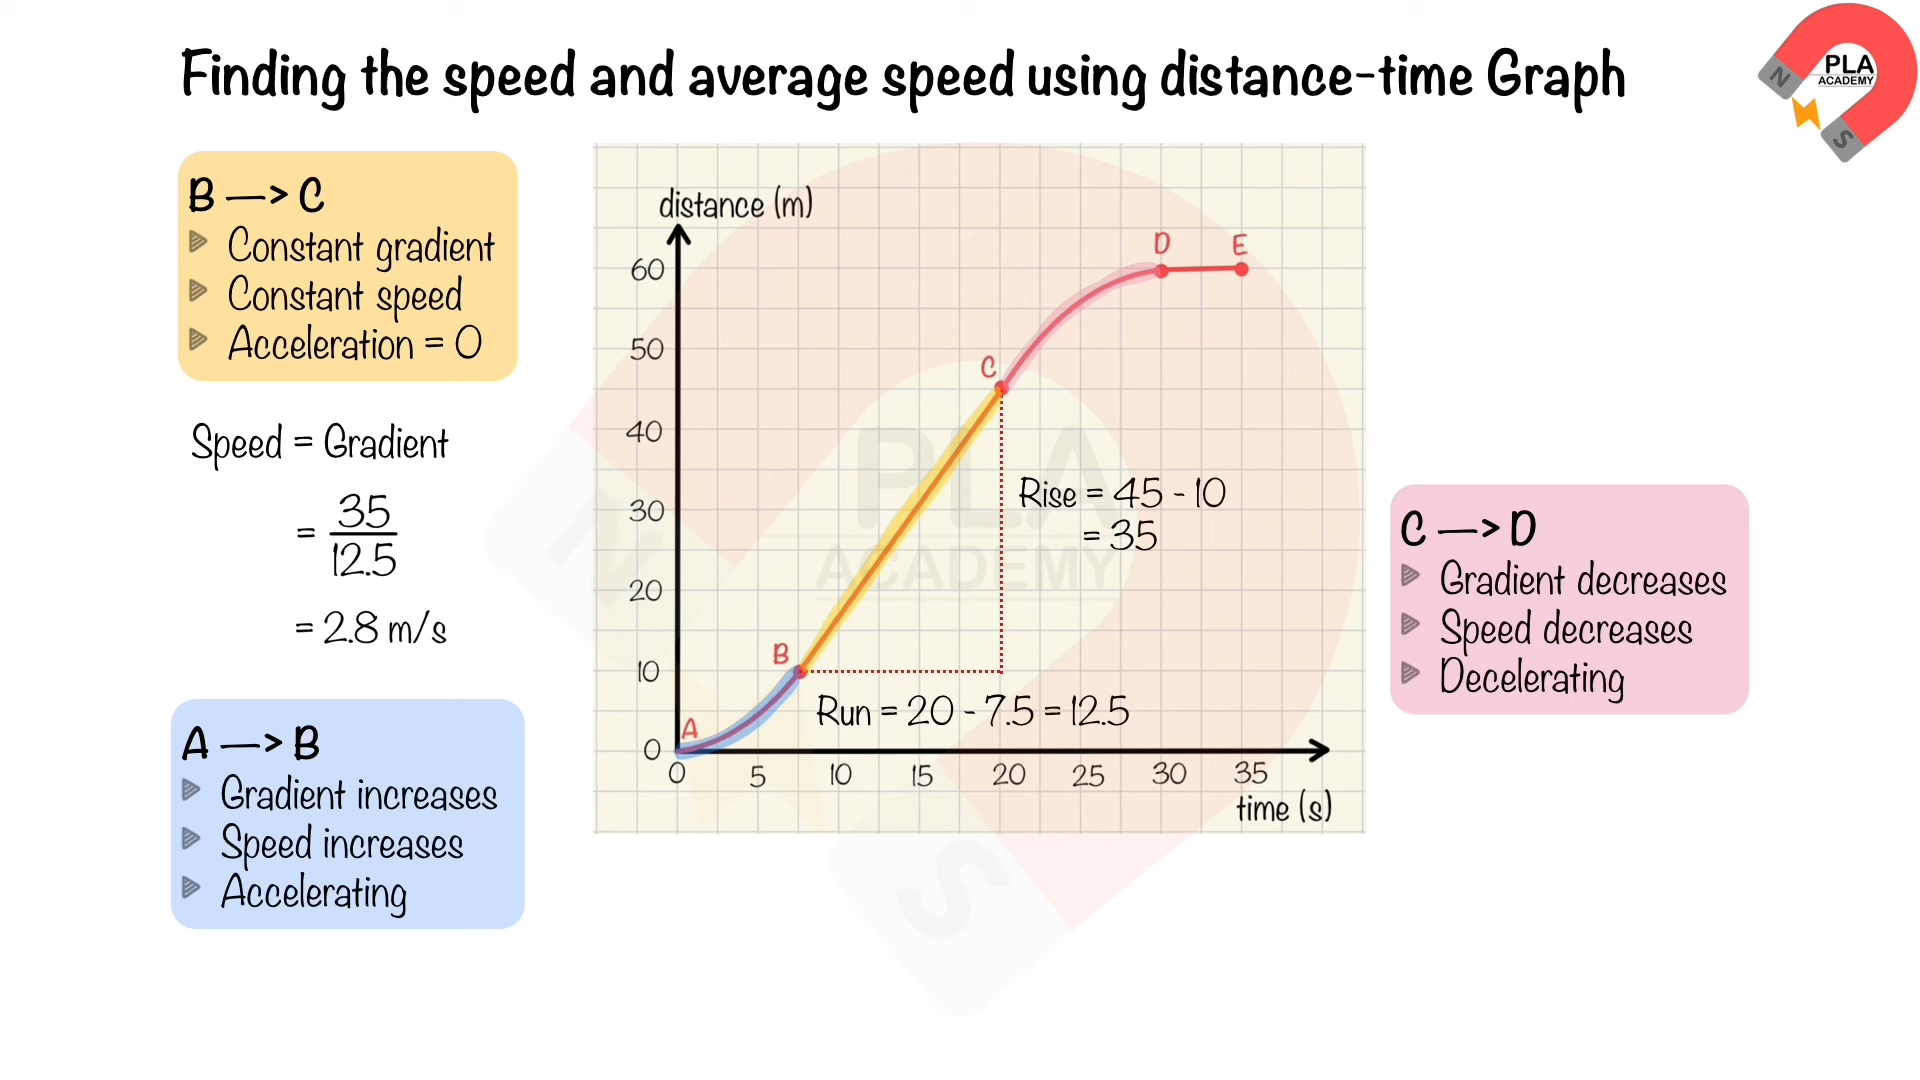 Finding the speed and average speed using distance-time Graph
PLA
ACADEMY
N
S
B —> C
Constant gradient
Constant speed
Acceleration = 0
Speed = Gradient
= 35
12.5
= 2.8 m/s
A —> B
Gradient increases
Speed increases
Accelerating
distance (m)
60
50
40
30
20
10
0
0 5 10 15 20 25 30 35
time (s)
A
B
C
D
E
Rise = 45 - 10
= 35
Run = 20 - 7.5 = 12.5
PLA
ACADEMY
N
S
C —> D
Gradient decreases
Speed decreases
Decelerating